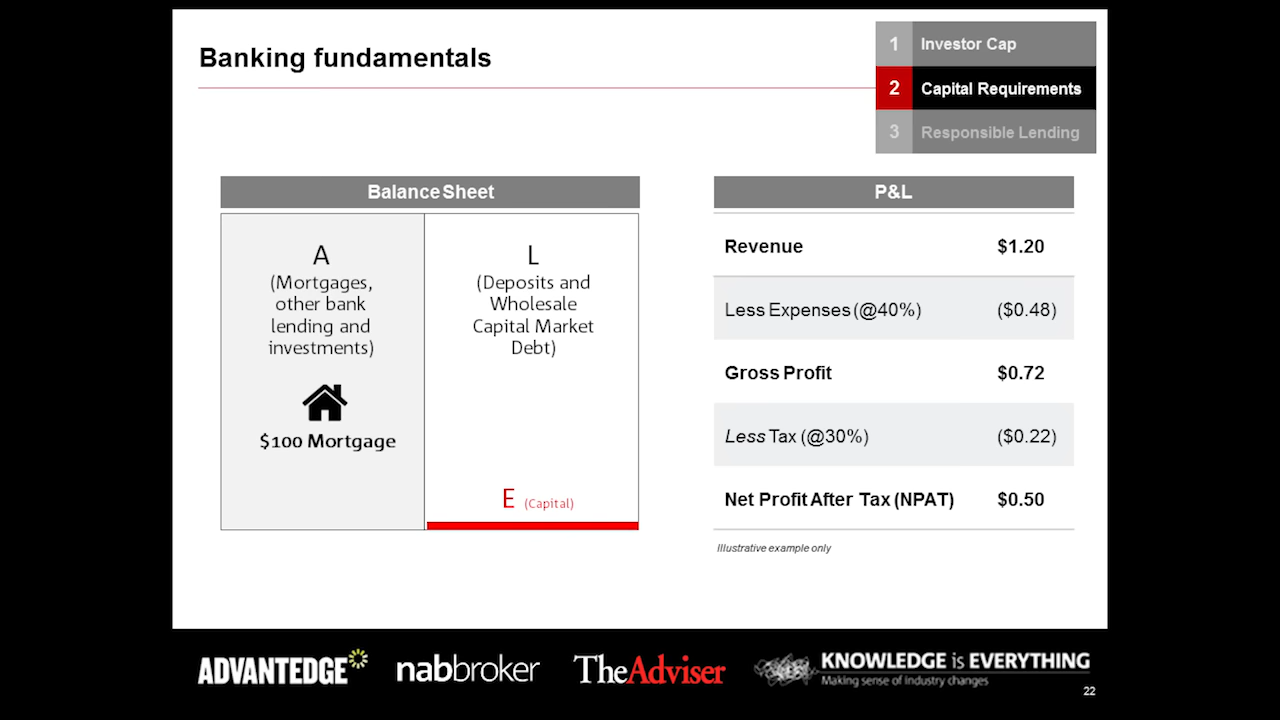 Banking fundamentals
1 Investor Cap
2 Capital Requirements
3 Responsible Lending
Balance Sheet
A
(Mortgages,
other bank
lending and
investments)
$100 Mortgage
L
(Deposits and
Wholesale
Capital Market
Debt)
E (Capital)
P&L
Revenue $1.20
Less Expenses (@40%) ($0.48)
Gross Profit $0.72
Less Tax (@30%) ($0.22)
Net Profit After Tax (NPAT) $0.50
Illustrative example only
ADVANTEDGE
nabbroker
TheAdviser
KNOWLEDGE is EVERYTHING
Making sense of industry changes
22